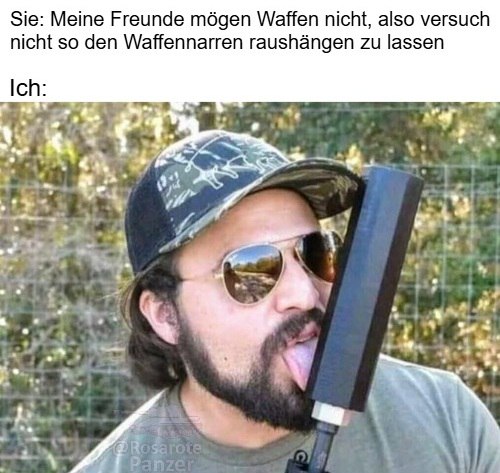 Sie: Meine Freunde mögen Waffen nicht, also versuch
nicht so den Waffennarren raushängen zu lassen
Ich:
@Rosarote
Panzer